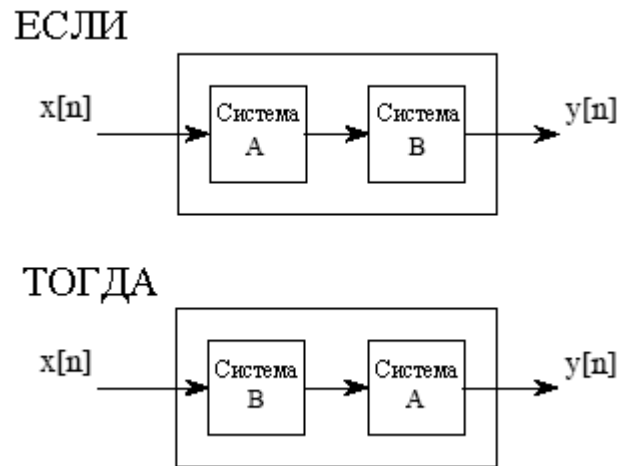 ЕСЛИ
x[n]
Система
A
Система
B
y[n]
ТОГДА
x[n]
Система
B
Система
A
y[n]